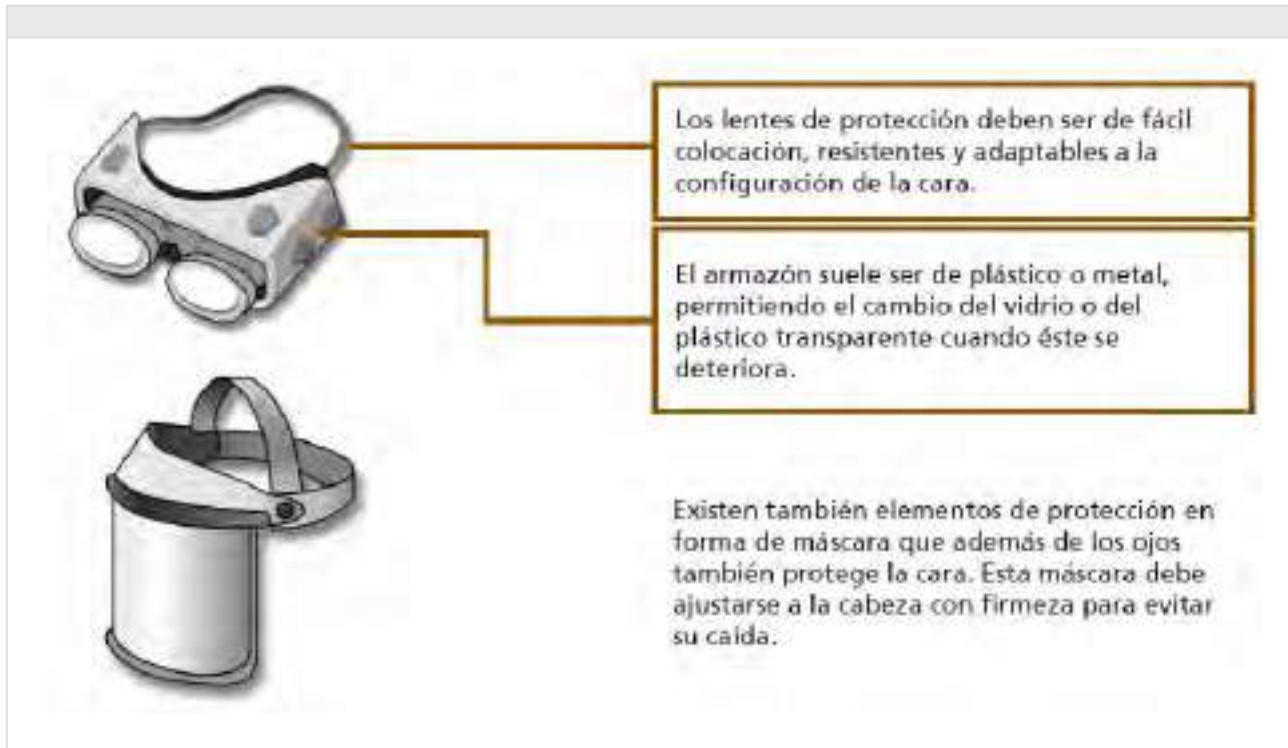 Los lentes de protección deben ser de fácil
colocación, resistentes y adaptables a la
configuración de la cara.
El armazón suele ser de plástico o metal,
permitiendo el cambio del vidrio o del
plástico transparente cuando éste se
deteriora.
Existen también elementos de protección en
forma de máscara que además de los ojos
también protege la cara. Esta máscara debe
ajustarse a la cabeza con firmeza para evitar
su caída.